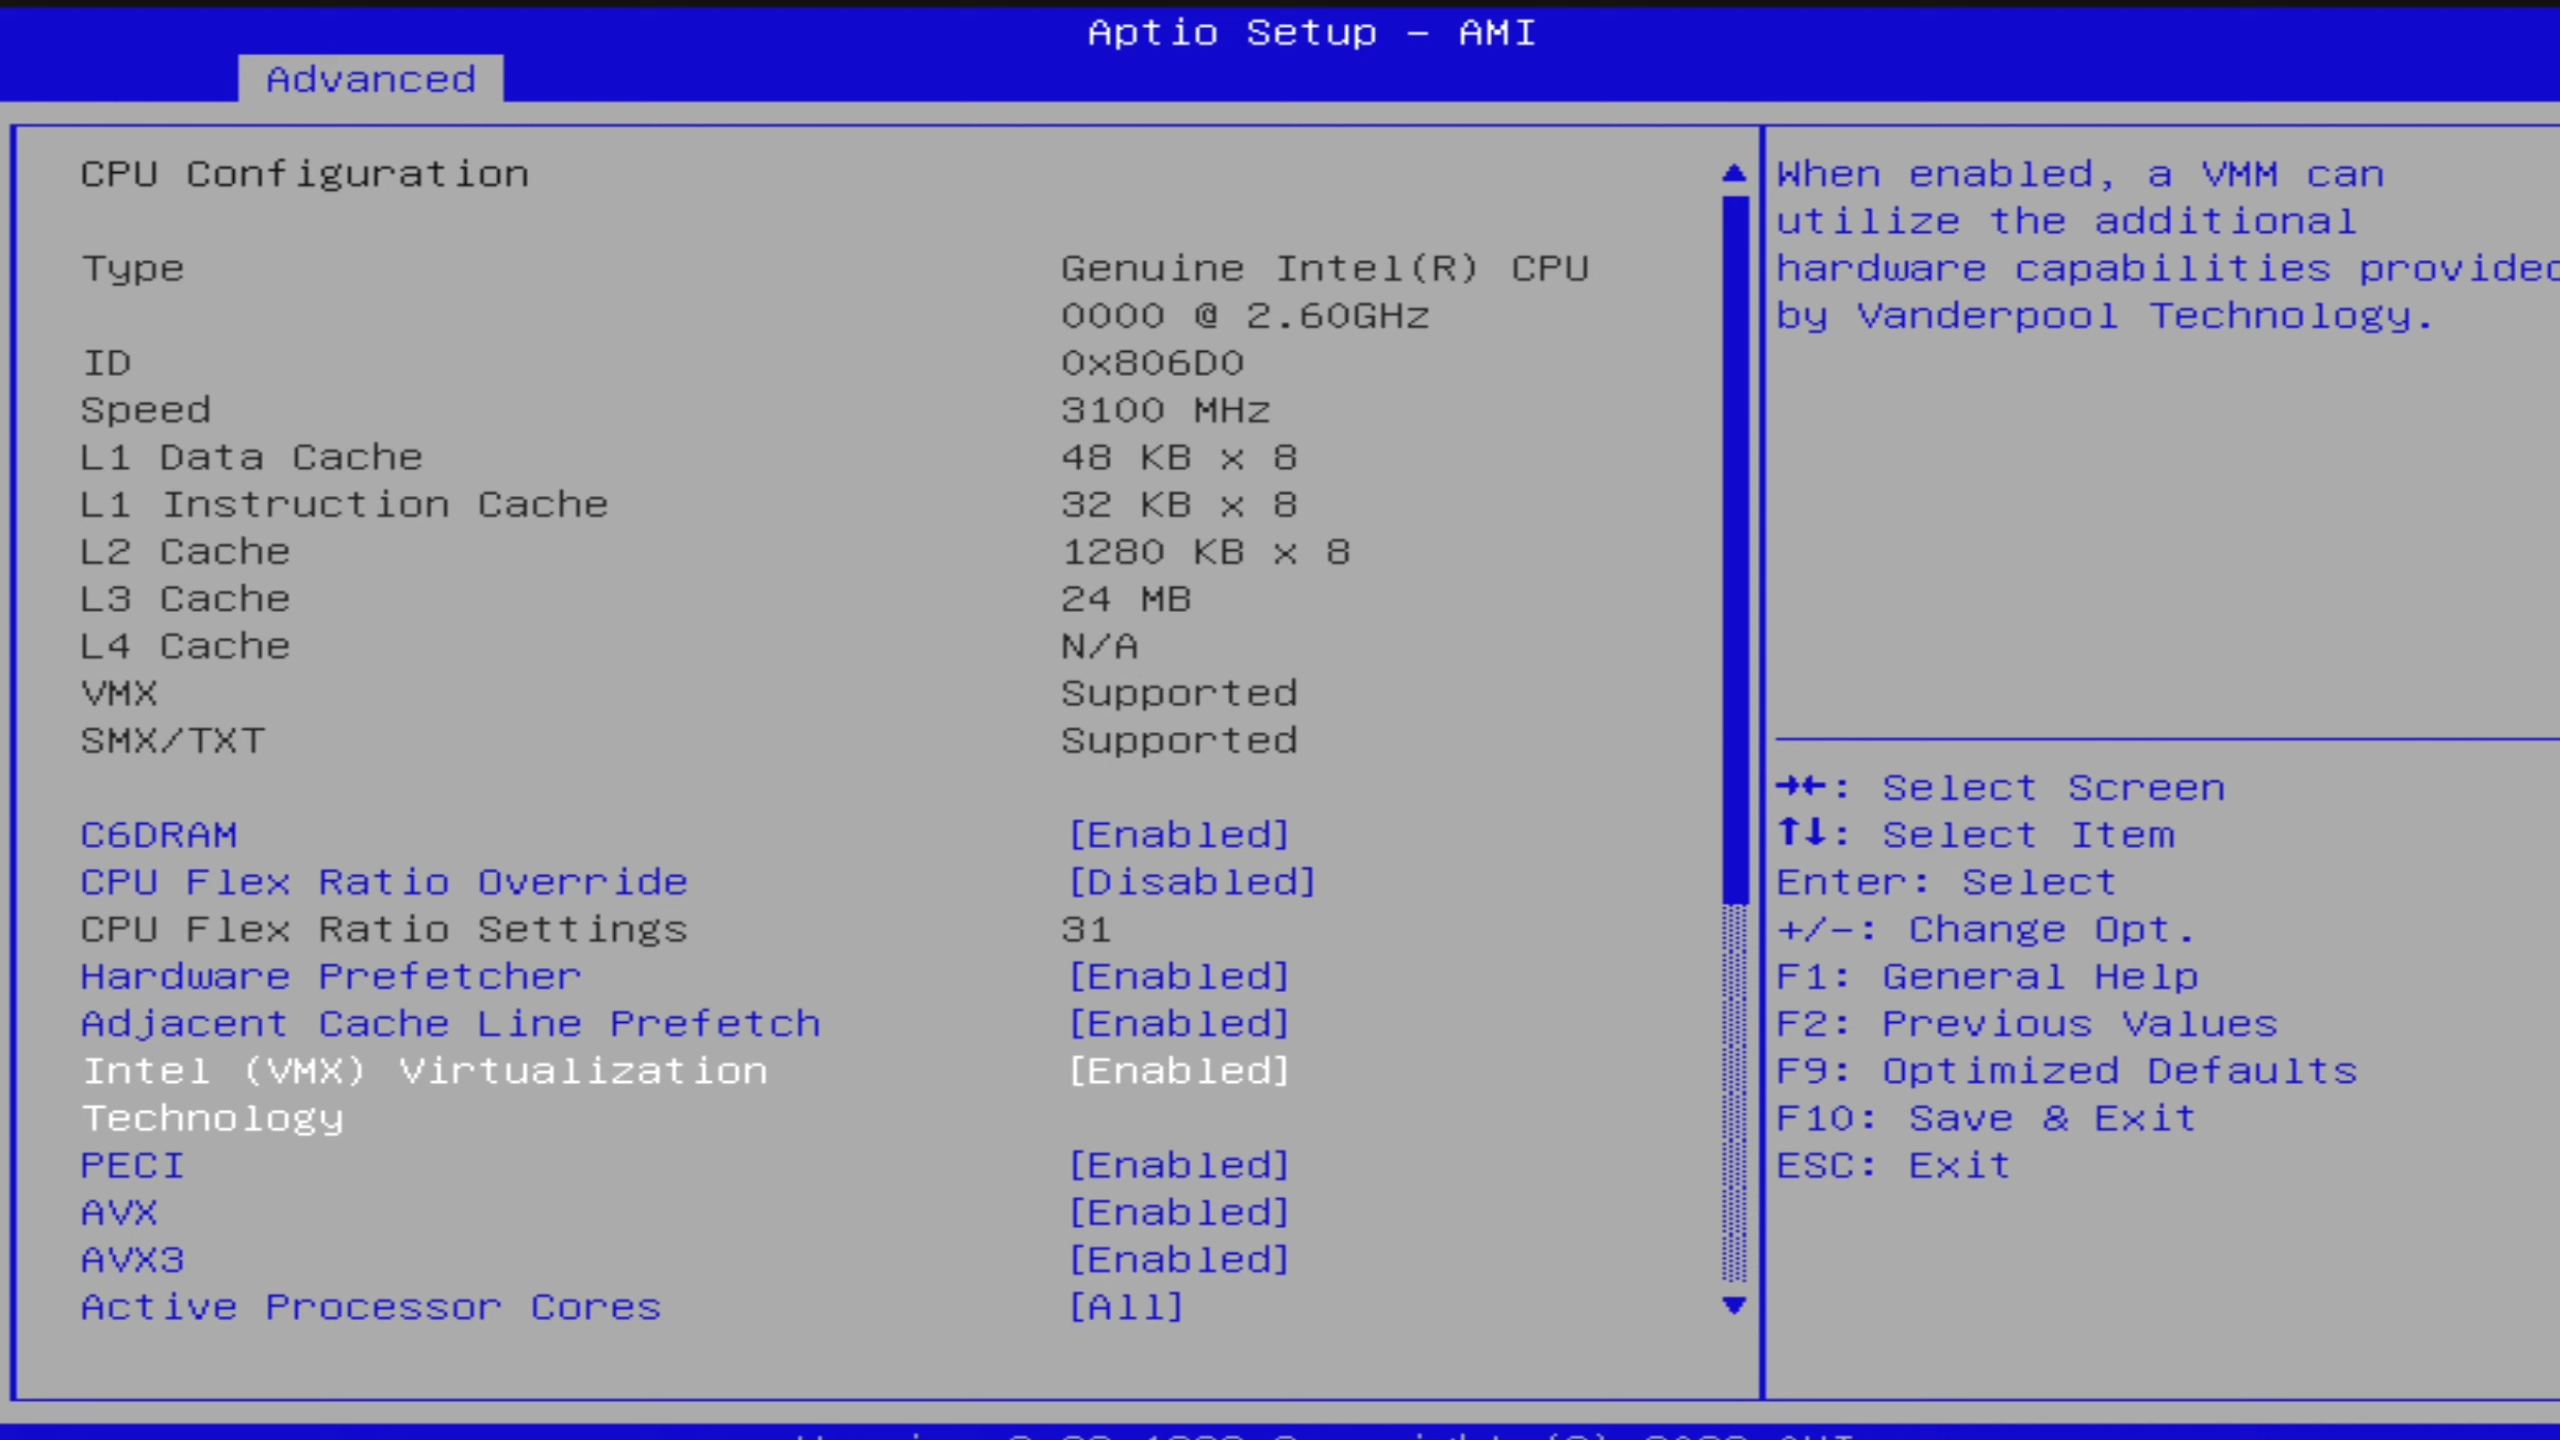 Aptio Setup – AMI
Advanced
CPU Configuration
Type Genuine Intel(R) CPU
0000 @ 2.60GHz
ID 0x806D0
Speed 3100 MHz
L1 Data Cache 48 KB x 8
L1 Instruction Cache 32 KB x 8
L2 Cache 1280 KB x 8
L3 Cache 24 MB
L4 Cache N/A
VMX Supported
SMX/TXT Supported
C6DRAM [Enabled]
CPU Flex Ratio Override [Disabled]
CPU Flex Ratio Settings 31
Hardware Prefetcher [Enabled]
Adjacent Cache Line Prefetch [Enabled]
Intel (VMX) Virtualization [Enabled]
Technology
PECI [Enabled]
AVX [Enabled]
AVX3 [Enabled]
Active Processor Cores [All]
When enabled, a VMM can
utilize the additional
hardware capabilities provided
by Vanderpool Technology.
→←: Select Screen
↑↓: Select Item
Enter: Select
+/-: Change Opt.
F1: General Help
F2: Previous Values
F9: Optimized Defaults
F10: Save & Exit
ESC: Exit